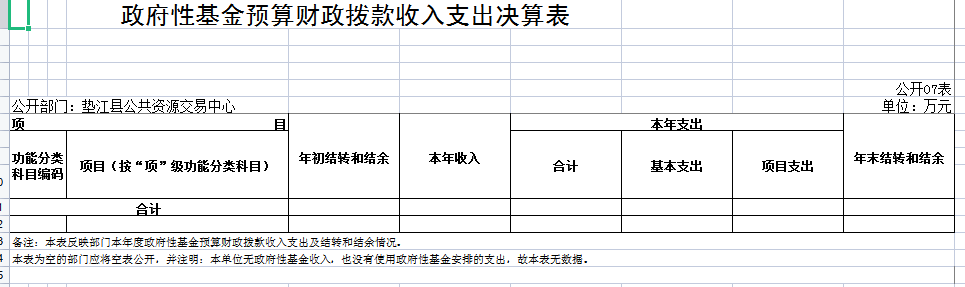 政府性基金预算财政拨款收入支出决算表
公开07表
公开部门：垫江县公共资源交易中心 单位：万元
项 目 年初结转和结余 本年收入 本年支出 年末结转和结余
功能分类科目编码 项目（按“项”级功能分类科目） 合计 基本支出 项目支出
合计
备注：本表反映部门本年度政府性基金预算财政拨款收入支出及结转和结余情况。
本表为空的部门应将空表公开，并注明：本单位无政府性基金收入，也没有使用政府性基金安排的支出，故本表无数据。